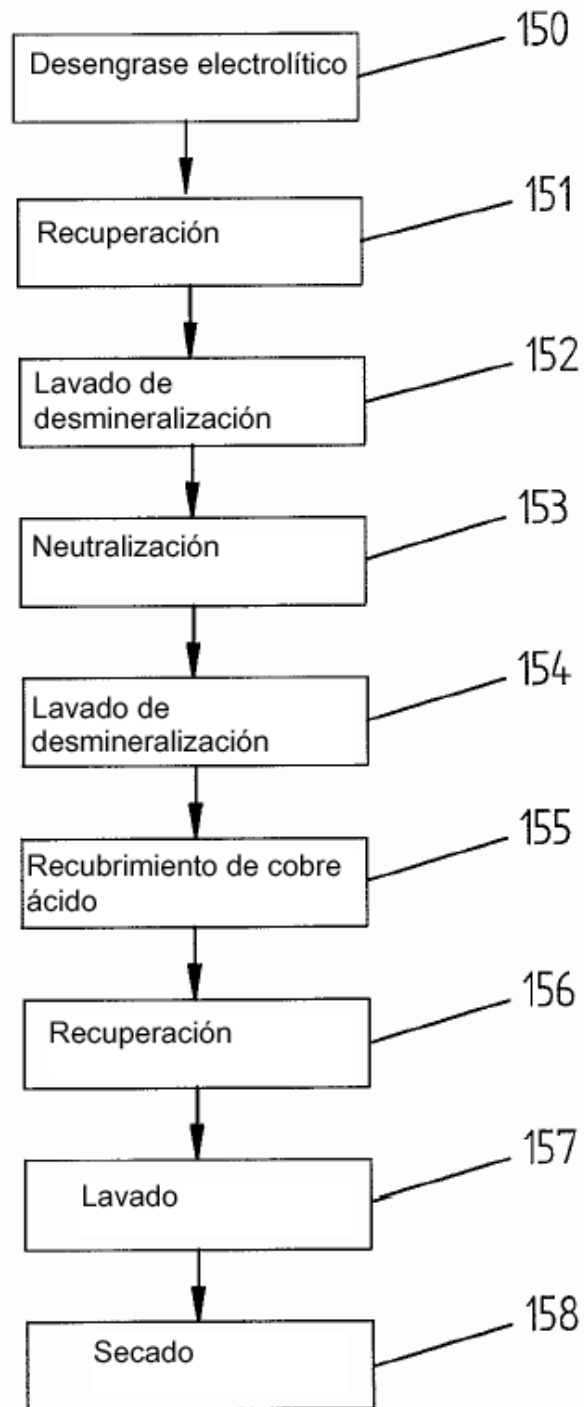 150
Desengrase electrolítico
151
Recuperación
152
Lavado de
desmineralización
153
Neutralización
154
Lavado de
desmineralización
155
Recubrimiento de cobre
ácido
156
Recuperación
157
Lavado
158
Secado